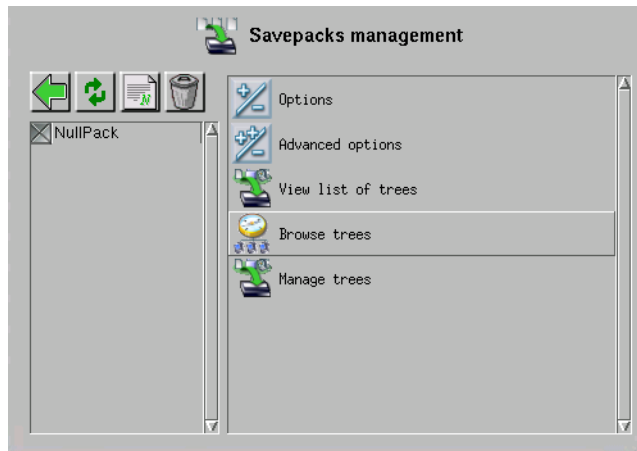 Savepacks management
N
NullPack
Options
Advanced options
View list of trees
Browse trees
Manage trees